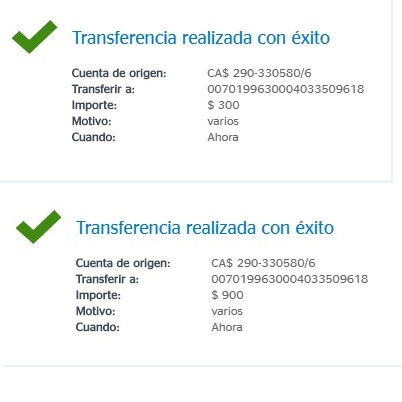 Transferencia realizada con éxito
Cuenta de origen: CA$ 290-330580/6
Transferir a: 0070199630004033509618
Importe: $ 300
Motivo: varios
Cuando: Ahora
Transferencia realizada con éxito
Cuenta de origen: CA$ 290-330580/6
Transferir a: 0070199630004033509618
Importe: $ 900
Motivo: varios
Cuando: Ahora